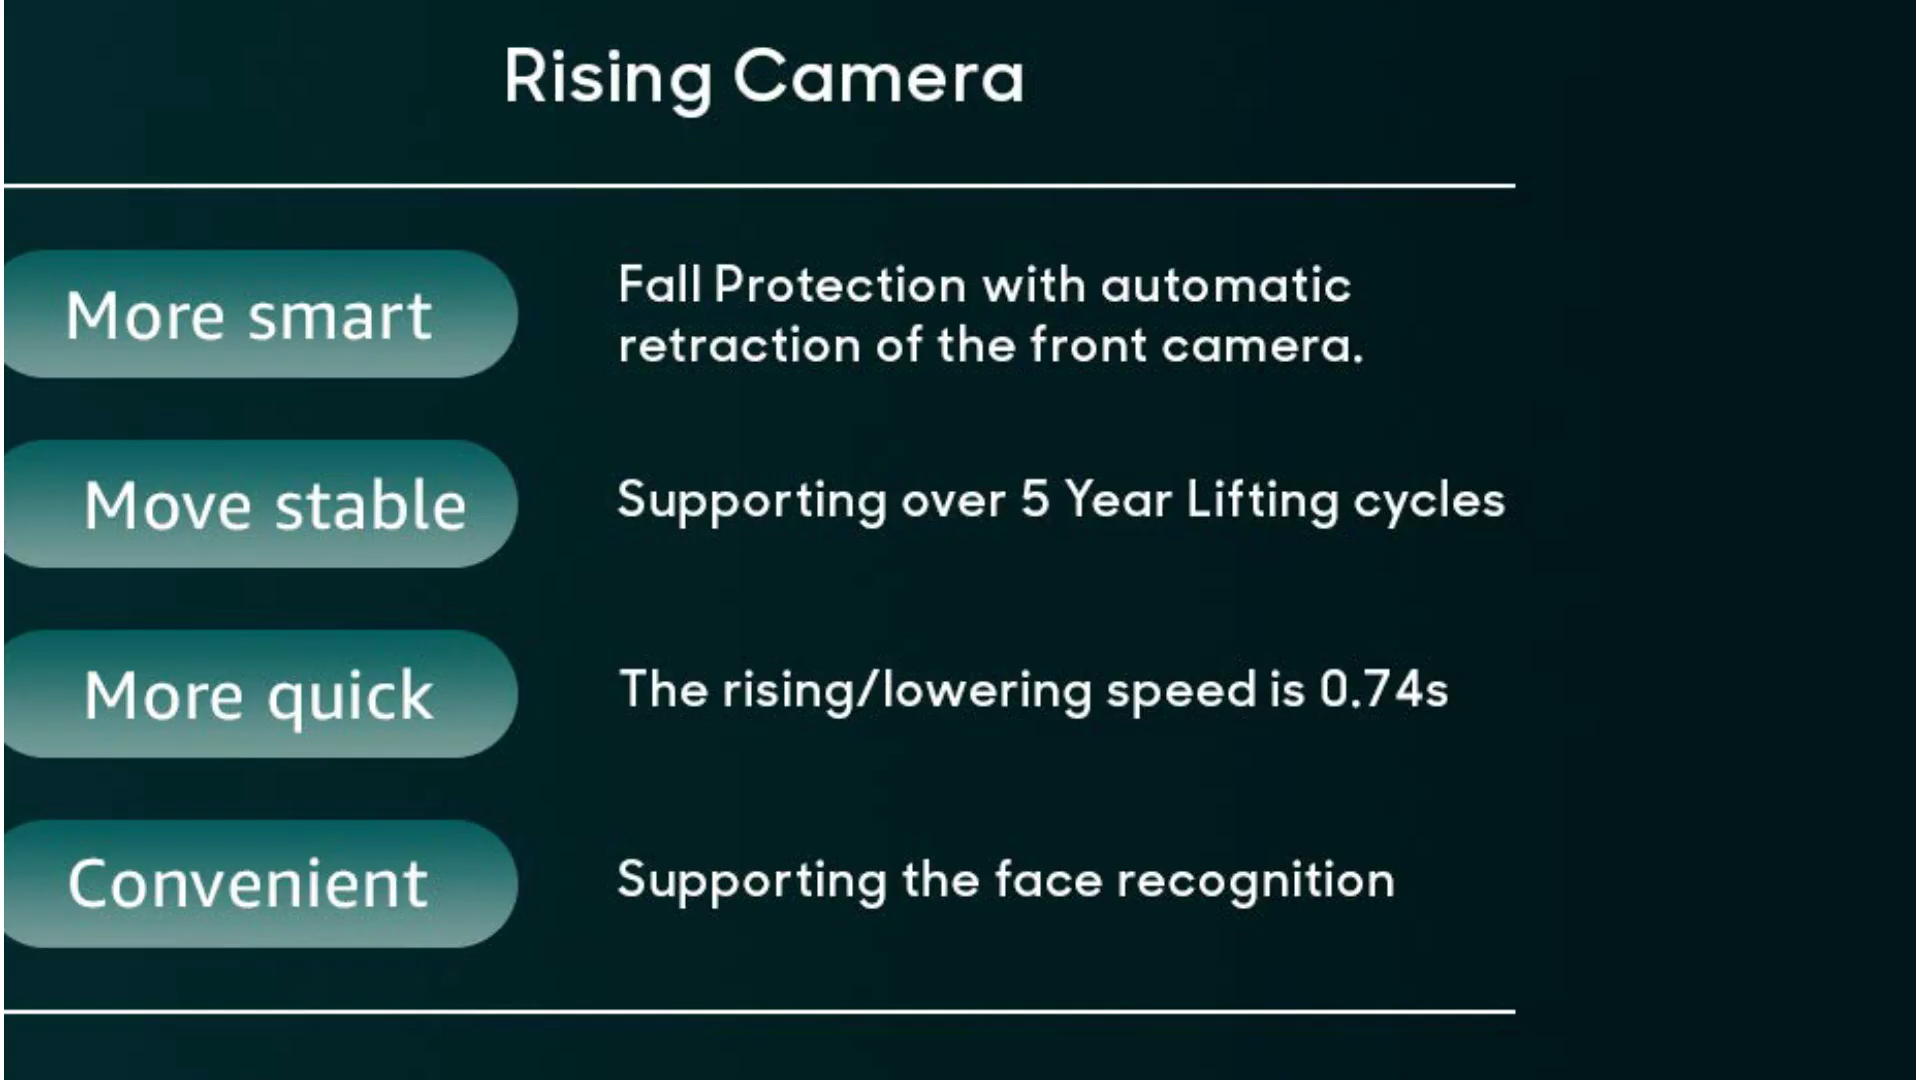 Rising Camera
More smart
Fall Protection with automatic
retraction of the front camera.
Move stable
Supporting over 5 Year Lifting cycles
More quick
The rising/lowering speed is 0.74s
Convenient
Supporting the face recognition